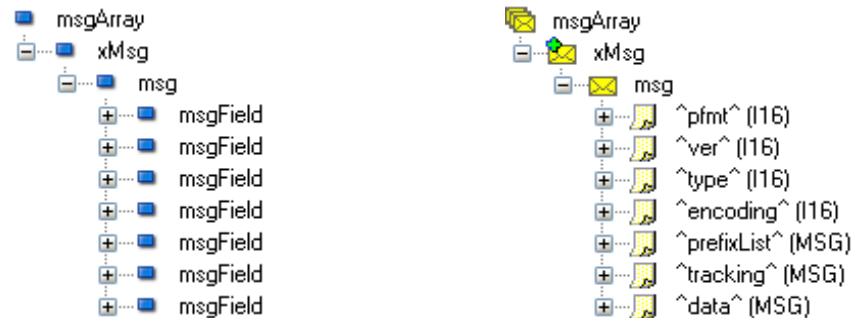 msgArray
xMsg
msg
msgField
msgField
msgField
msgField
msgField
msgField
msgField
msgArray
xMsg
msg
^pfmt^ (I16)
^ver^ (I16)
^type^ (I16)
^encoding^ (I16)
^prefixList^ (MSG)
^tracking^ (MSG)
^data^ (MSG)